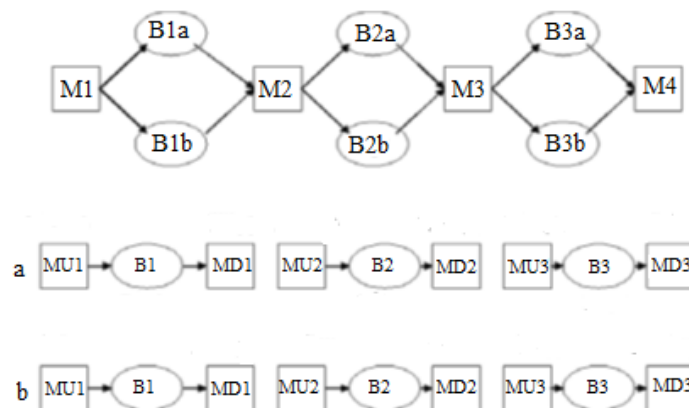 B1a B2a B3a
M1 M2 M3 M4
B1b B2b B3b
a MU1 B1 MD1 MU2 B2 MD2 MU3 B3 MD3
b MU1 B1 MD1 MU2 B2 MD2 MU3 B3 MD3